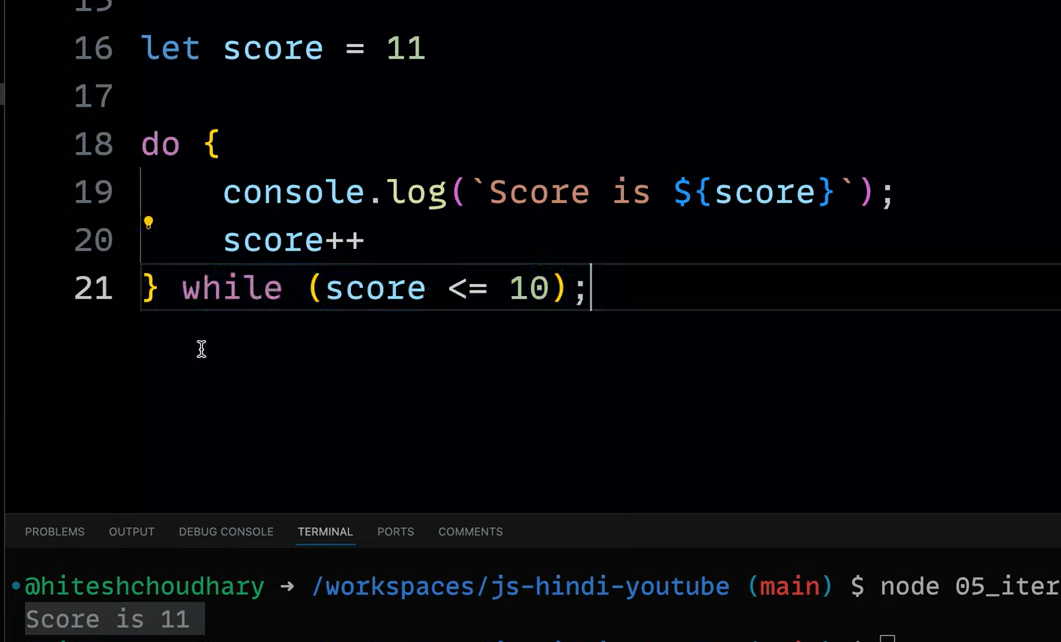 15
16 let score = 11
17
18 do {
19 console.log(`Score is ${score}`);
20 score++
21 } while (score <= 10);
PROBLEMS OUTPUT DEBUG CONSOLE TERMINAL PORTS COMMENTS
@hiteshchoudhary → /workspaces/js-hindi-youtube (main) $ node 05_iter
Score is 11